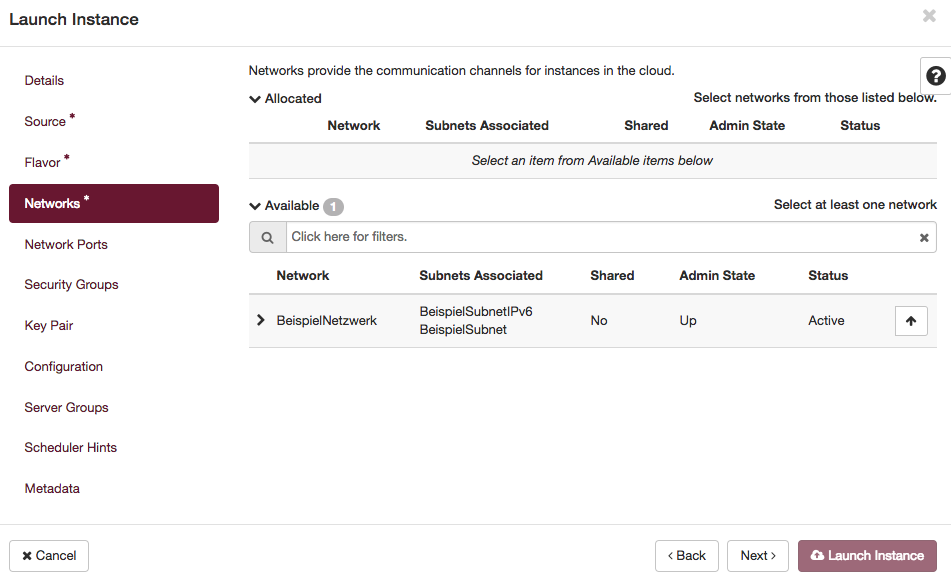 Launch Instance
Details
Source *
Flavor *
Networks *
Network Ports
Security Groups
Key Pair
Configuration
Server Groups
Scheduler Hints
Metadata
Networks provide the communication channels for instances in the cloud.
Allocated
Select networks from those listed below.
Network Subnets Associated Shared Admin State Status
Select an item from Available items below
Available 1
Select at least one network
Click here for filters.
Network Subnets Associated Shared Admin State Status
BeispielNetzwerk BeispielSubnetIPv6 No Up Active
BeispielSubnet
Cancel
Back
Next
Launch Instance